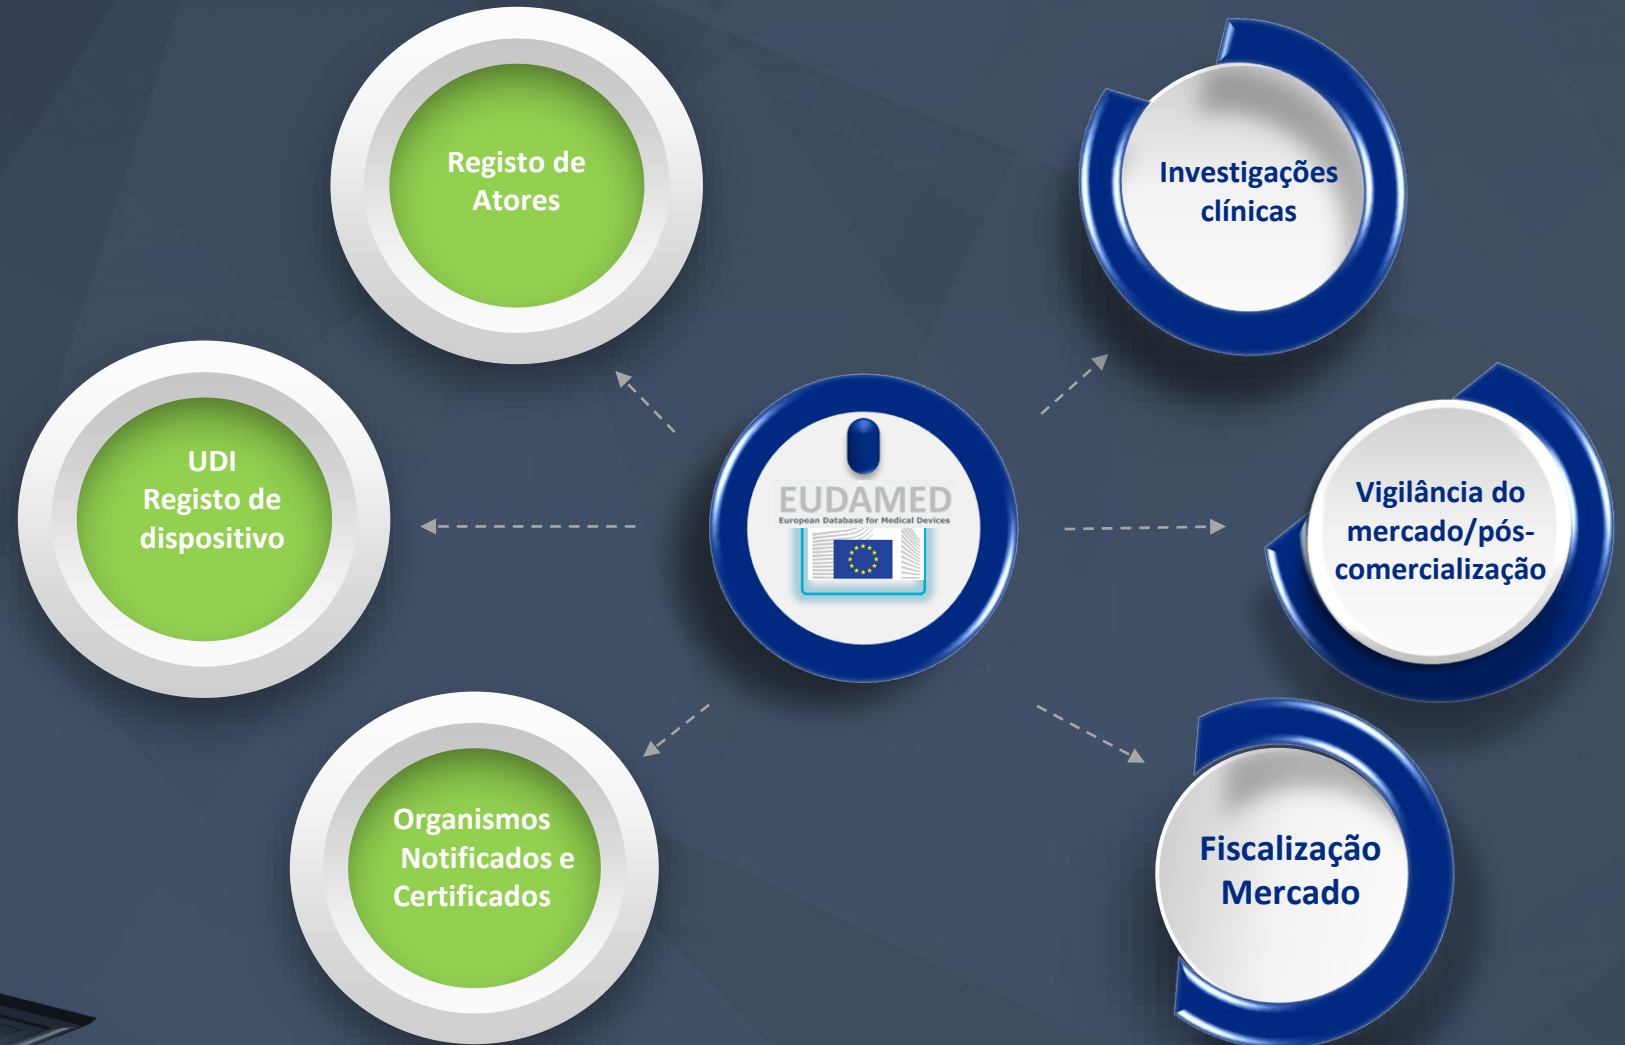 Registo de
Atores
Investigações
clínicas
UDI
Registo de
dispositivo
EUDAMED
European Database for Medical Devices
Vigilância do
mercado/pós-
comercialização
Organismos
Notificados e
Certificados
Fiscalização
Mercado